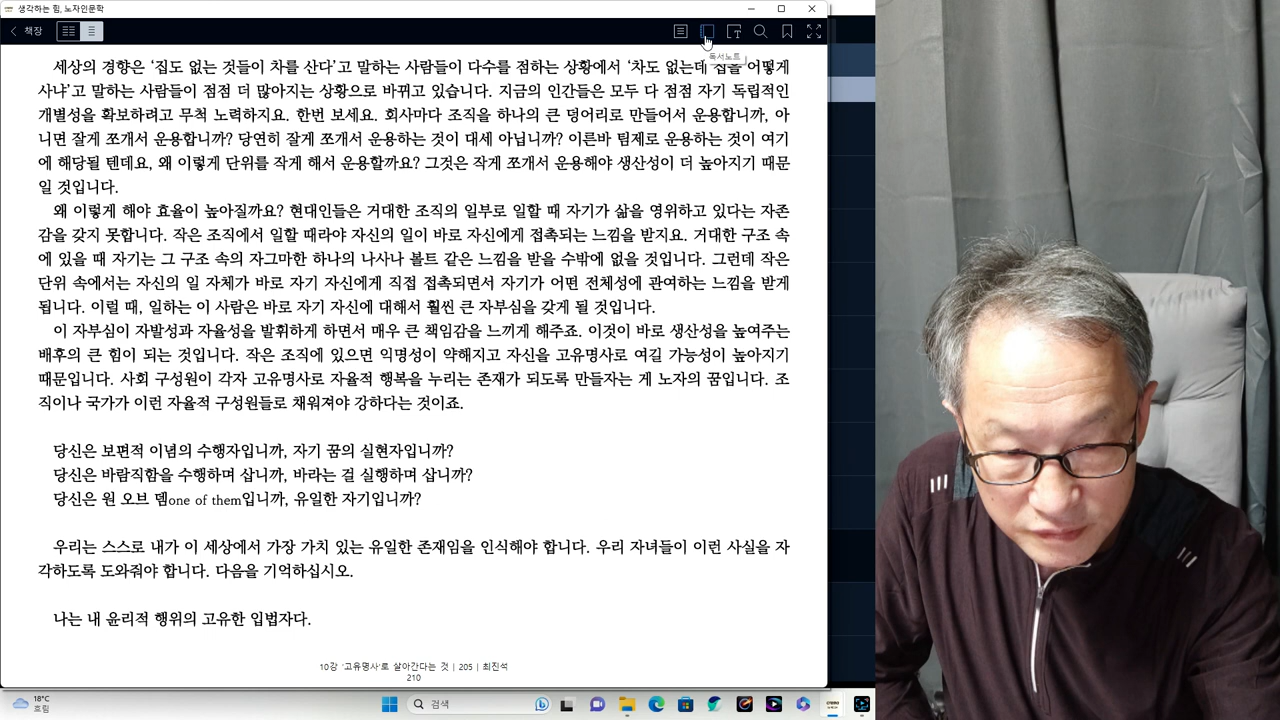 생각하는 힘, 노자인문학
책장
독서노트
세상의 경향은 ‘집도 없는 것들이 차를 산다’고 말하는 사람들이 다수를 점하는 상황에서 ‘차도 없는데 집을 어떻게
사냐’고 말하는 사람들이 점점 더 많아지는 상황으로 바뀌고 있습니다. 지금의 인간들은 모두 다 점점 자기 독립적인
개별성을 확보하려고 무척 노력하지요. 한번 보세요. 회사마다 조직을 하나의 큰 덩어리로 만들어서 운용합니까, 아
니면 잘게 쪼개서 운용합니까? 당연히 잘게 쪼개서 운용하는 것이 대세 아닙니까? 이른바 팀제로 운용하는 것이 여기
에 해당될 텐데요, 왜 이렇게 단위를 작게 해서 운용할까요? 그것은 작게 쪼개서 운용해야 생산성이 더 높아지기 때문
일 것입니다.
왜 이렇게 해야 효율이 높아질까요? 현대인들은 거대한 조직의 일부로 일할 때 자기가 삶을 영위하고 있다는 자존
감을 갖지 못합니다. 작은 조직에서 일할 때라야 자신의 일이 바로 자신에게 접촉되는 느낌을 받지요. 거대한 구조 속
에 있을 때 자기는 그 구조 속의 자그마한 하나의 나사나 볼트 같은 느낌을 받을 수밖에 없을 것입니다. 그런데 작은
단위 속에서는 자신의 일 자체가 바로 자기 자신에게 직접 접촉되면서 자기가 어떤 전체성에 관여하는 느낌을 받게
됩니다. 이럴 때, 일하는 이 사람은 바로 자기 자신에 대해서 훨씬 큰 자부심을 갖게 될 것입니다.
이 자부심이 자발성과 자율성을 발휘하게 하면서 매우 큰 책임감을 느끼게 해주죠. 이것이 바로 생산성을 높여주는
배후의 큰 힘이 되는 것입니다. 작은 조직에 있으면 익명성이 약해지고 자신을 고유명사로 여길 가능성이 높아지기
때문입니다. 사회 구성원이 각자 고유명사로 자율적 행복을 누리는 존재가 되도록 만들자는 게 노자의 꿈입니다. 조
직이나 국가가 이런 자율적 구성원들로 채워져야 강하다는 것이죠.
당신은 보편적 이념의 수행자입니까, 자기 꿈의 실현자입니까?
당신은 바람직함을 수행하며 삽니까, 바라는 걸 실행하며 삽니까?
당신은 원 오브 뎀one of them입니까, 유일한 자기입니까?
우리는 스스로 내가 이 세상에서 가장 가치 있는 유일한 존재임을 인식해야 합니다. 우리 자녀들이 이런 사실을 자
각하도록 도와줘야 합니다. 다음을 기억하십시오.
나는 내 윤리적 행위의 고유한 입법자다.
10강 '고유명사'로 살아간다는 것 | 205 | 최진석
210
18°C
흐림
검색